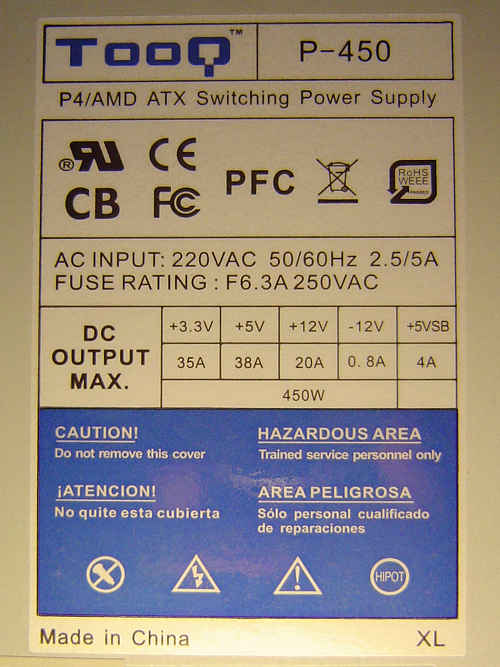 TOOQ™ P-450
P4/AMD ATX Switching Power Supply
® RU CE PFC RoHS
WEEE
PASSED
CB FC
AC INPUT: 220VAC 50/60Hz 2.5/5A
FUSE RATING : F6.3A 250VAC
DC OUTPUT MAX.
+3.3V +5V +12V -12V +5VSB
35A 38A 20A 0.8A 4A
450W
CAUTION!
Do not remove this cover
HAZARDOUS AREA
Trained service personnel only
¡ATENCION!
No quite esta cubierta
AREA PELIGROSA
Sólo personal cualificado
de reparaciones
HIPOT
Made in China XL